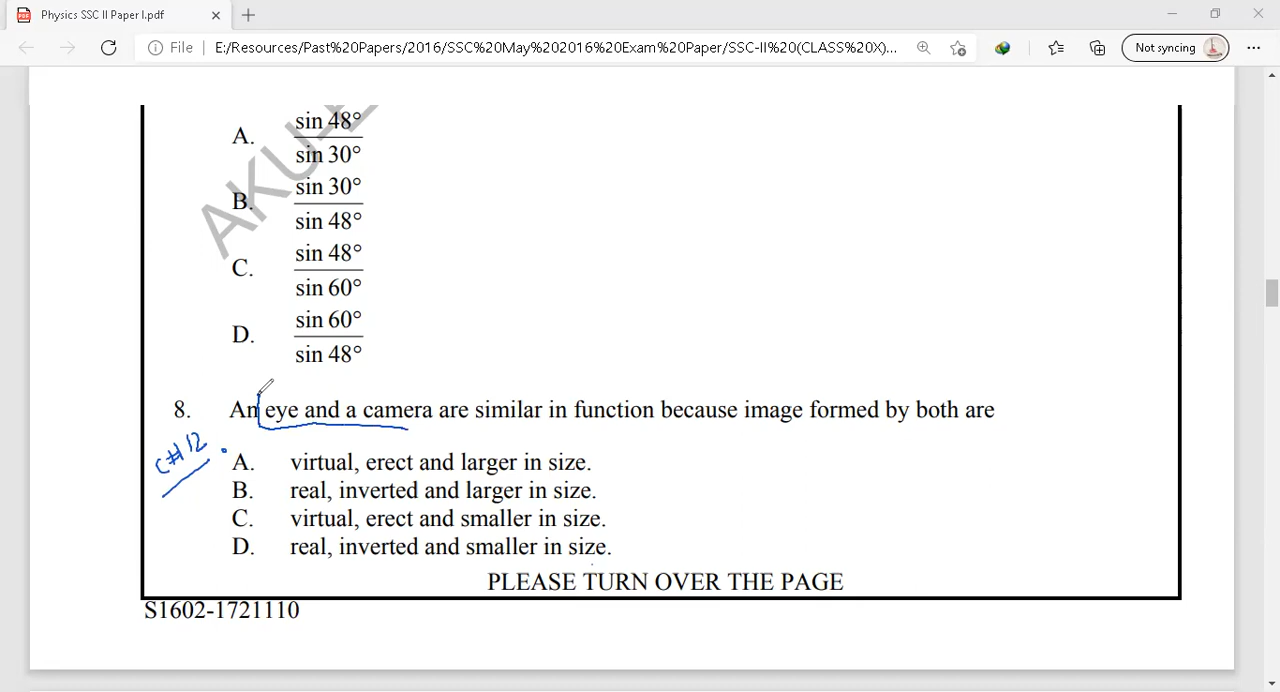 Physics SSC II Paper I.pdf
File E:/Resources/Past%20Papers/2016/SSC%20May%202016%20Exam%20Paper/SSC-II%20(CLASS%20X)... Not syncing
AKU-E
A. sin 48°
sin 30°
B. sin 30°
sin 48°
C. sin 48°
sin 60°
D. sin 60°
sin 48°
8. An eye and a camera are similar in function because image formed by both are
C#12
A. virtual, erect and larger in size.
B. real, inverted and larger in size.
C. virtual, erect and smaller in size.
D. real, inverted and smaller in size.
PLEASE TURN OVER THE PAGE
S1602-1721110